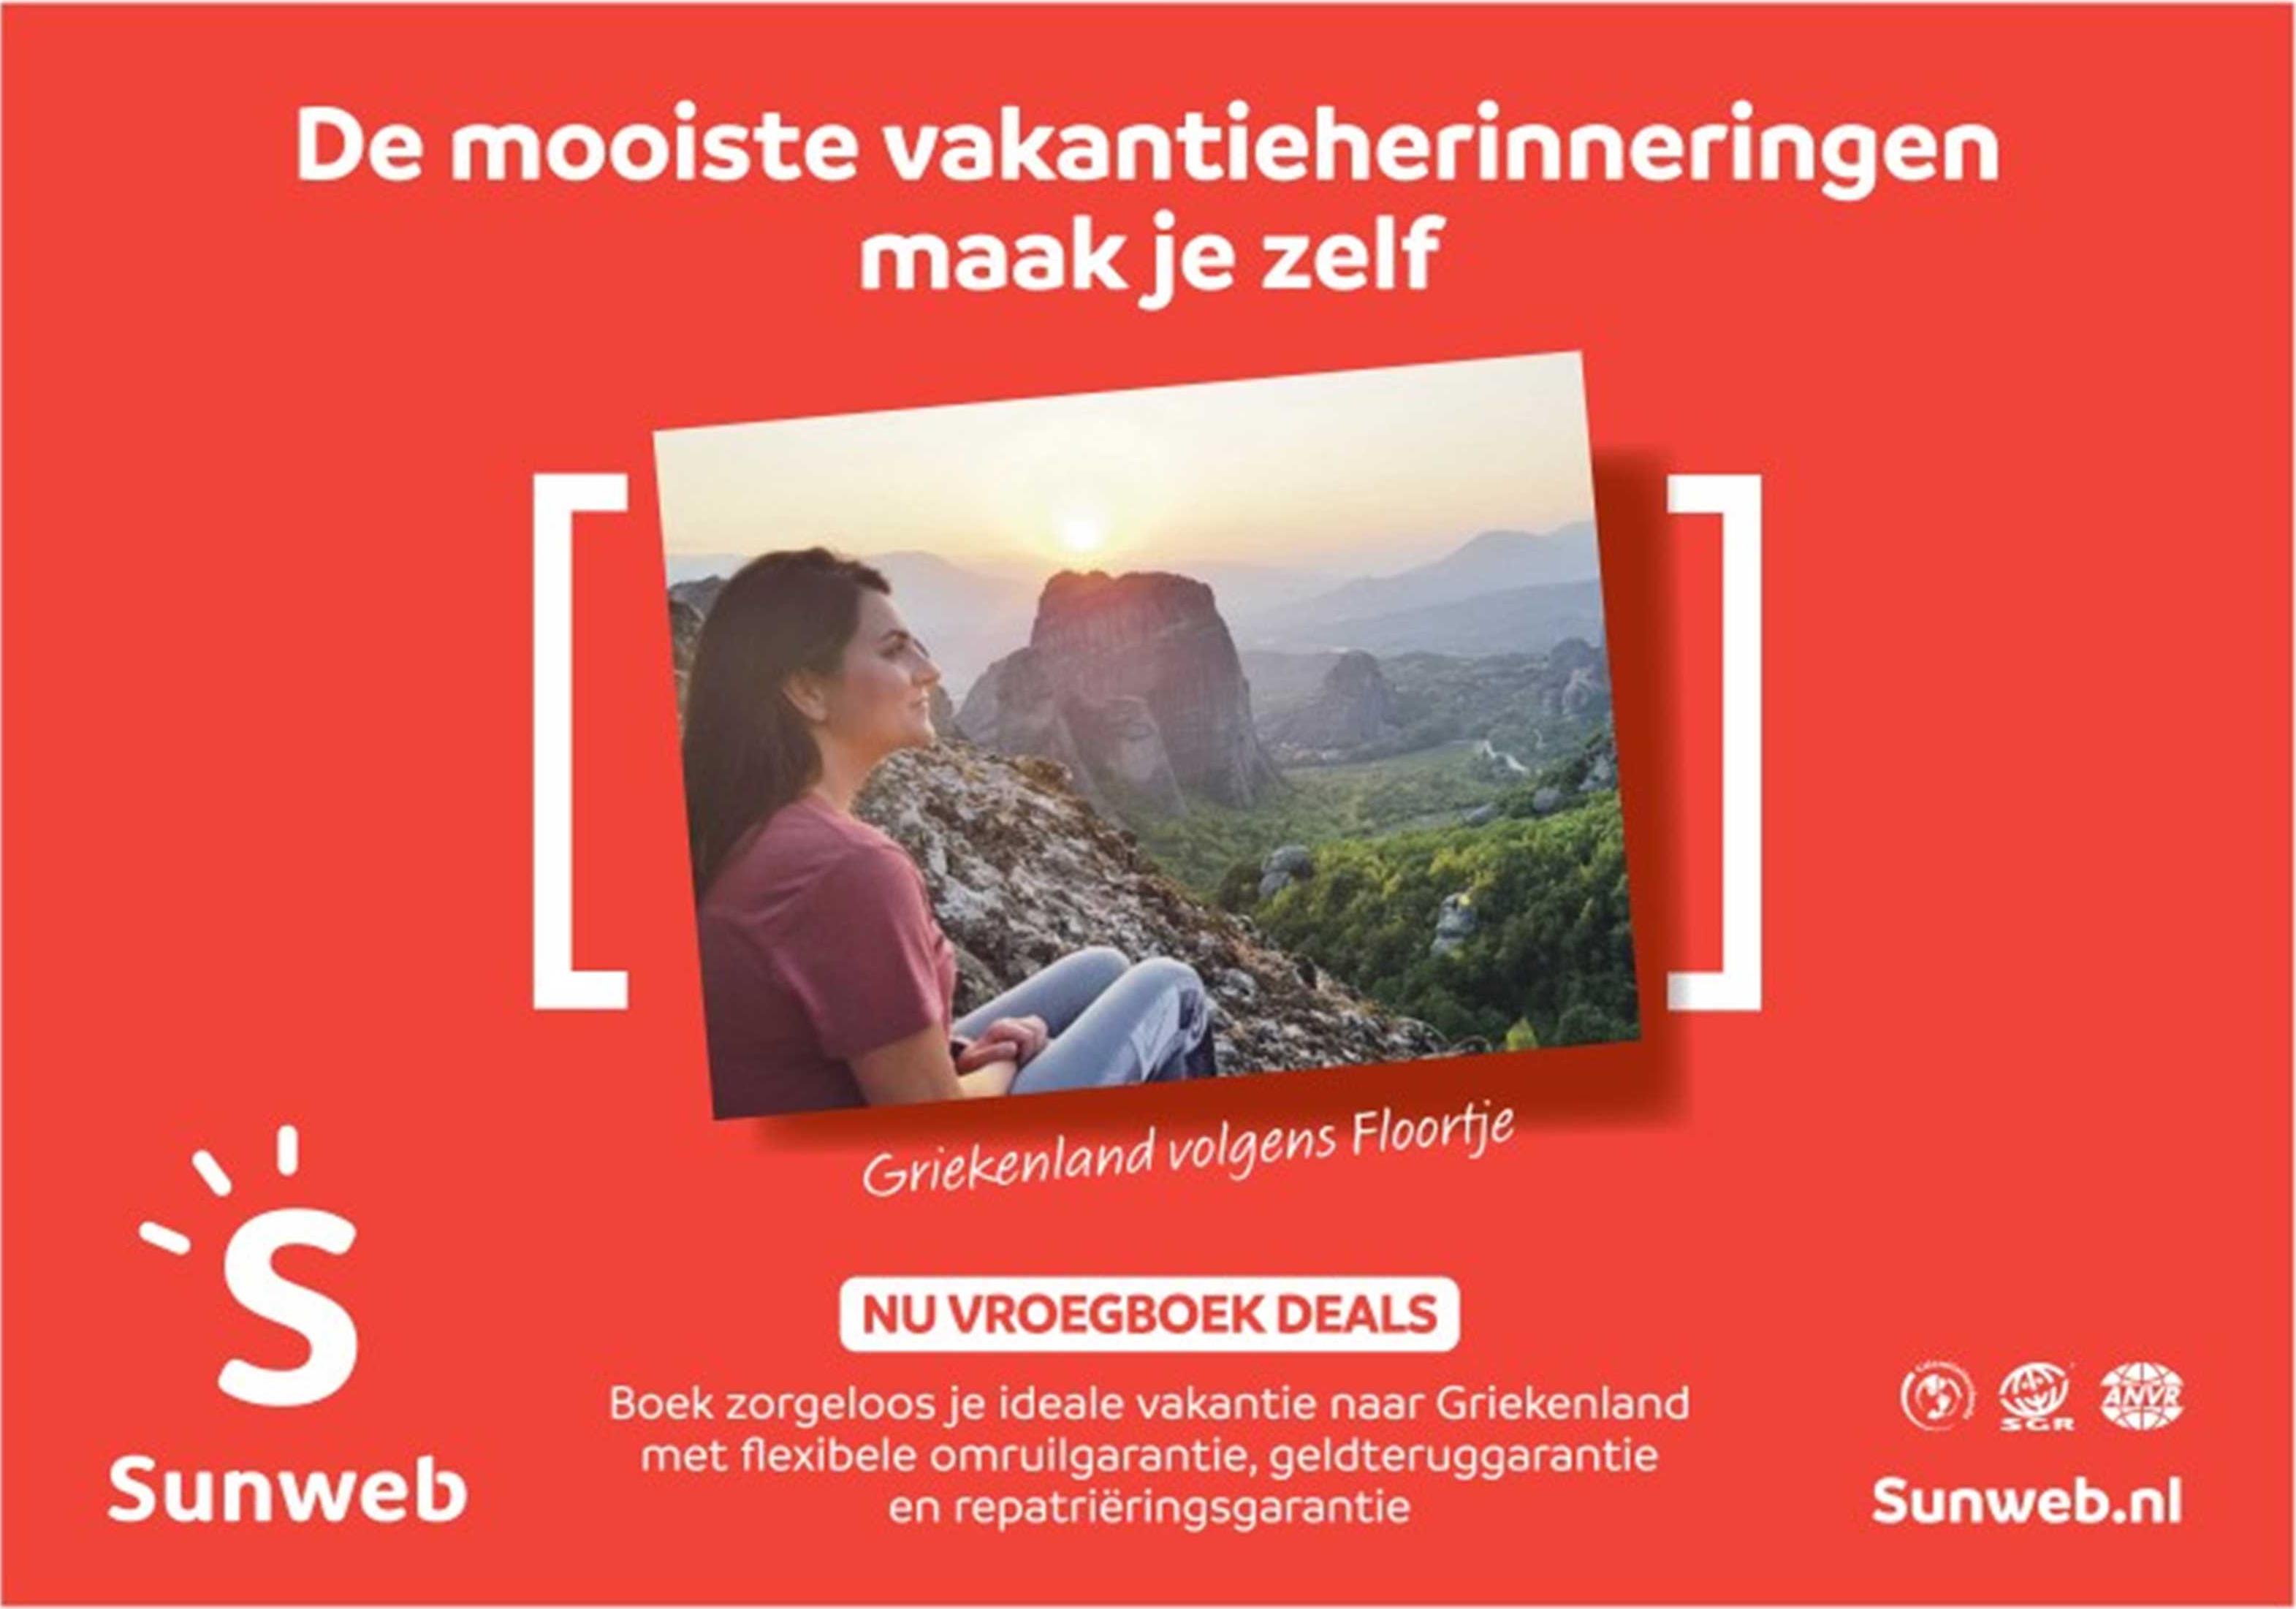 De mooiste vakantieherinneringen
maak je zelf
Griekenland volgens Floortje
S
Sunweb
NU VROEGBOEK DEALS
Boek zorgeloos je ideale vakantie naar Griekenland
met flexibele omruilgarantie, geldteruggarantie
en repatriëringsgarantie
SGR
ANVR
Sunweb.nl